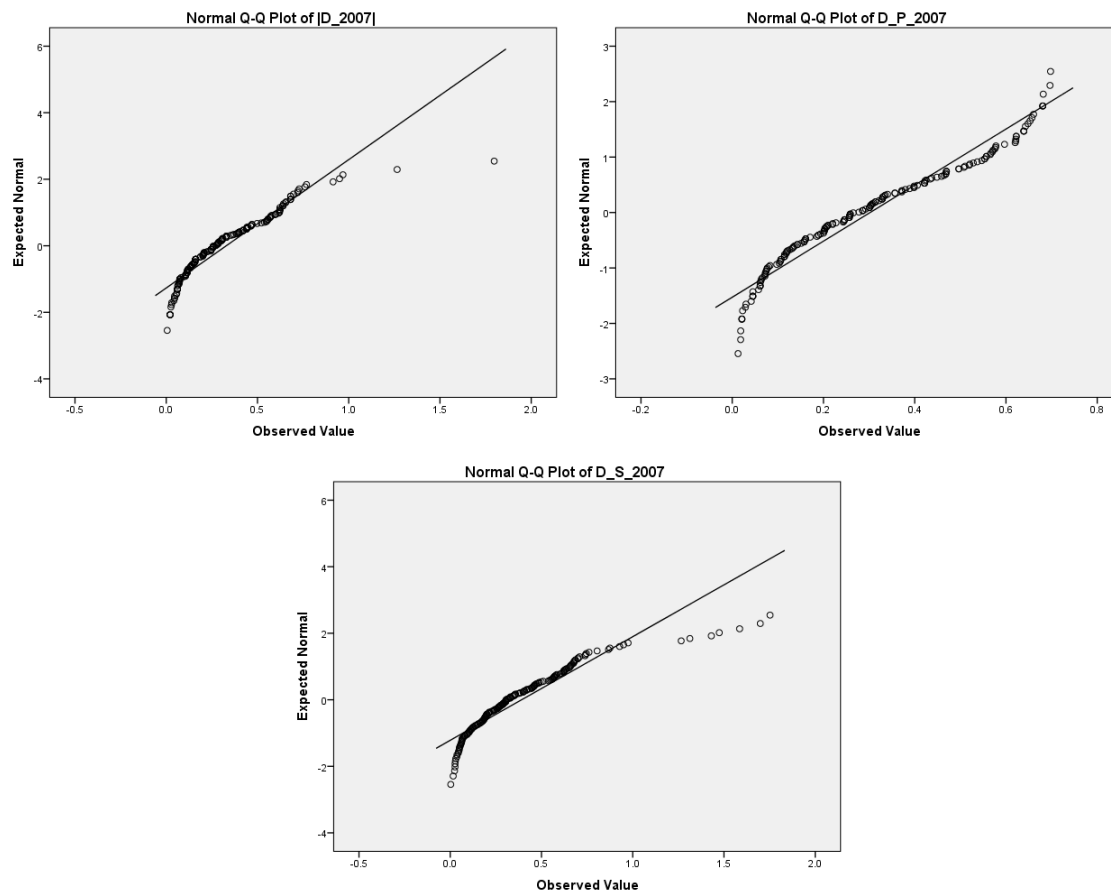 Normal Q-Q Plot of |D_2007|
6
4
2
0
-2
-4
Expected Normal
-0.5 0.0 0.5 1.0 1.5 2.0
Observed Value
Normal Q-Q Plot of D_P_2007
3
2
1
0
-1
-2
-3
Expected Normal
-0.2 0.0 0.2 0.4 0.6 0.8
Observed Value
Normal Q-Q Plot of D_S_2007
6
4
2
0
-2
-4
Expected Normal
-0.5 0.0 0.5 1.0 1.5 2.0
Observed Value